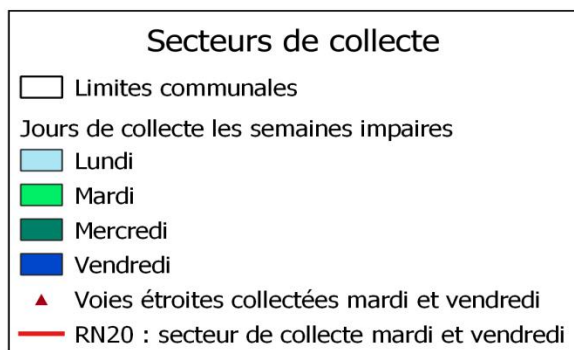 Secteurs de collecte
Limites communales
Jours de collecte les semaines impaires
Lundi
Mardi
Mercredi
Vendredi
Voies étroites collectées mardi et vendredi
RN20 : secteur de collecte mardi et vendredi